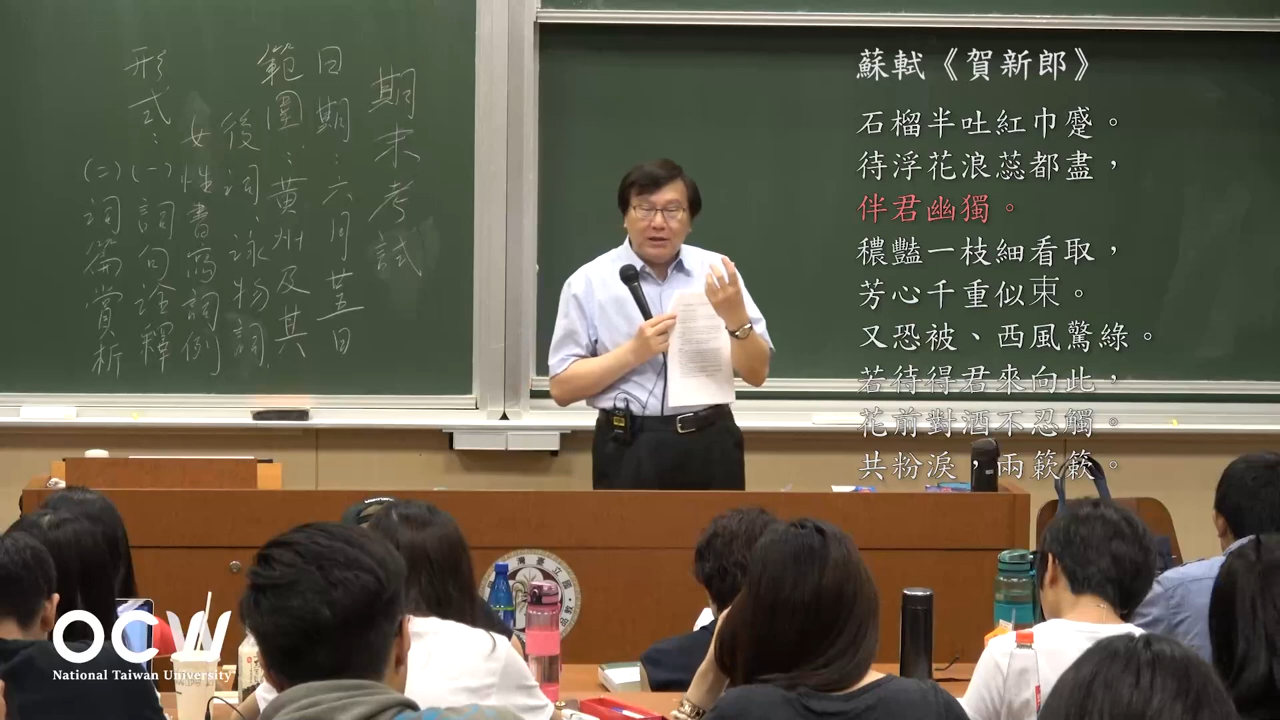 期末考試
日期：六月廿五日
範圍：黃州及其
後詞、詠物詞
女性書寫詞例
形式：(一)詞句詮釋
(二)詞篇賞析
蘇軾《賀新郎》
石榴半吐紅巾蹙。
待浮花浪蕊都盡，
伴君幽獨。
穠豔一枝細看取，
芳心千重似束。
又恐被、西風驚綠。
若待得君來向此，
花前對酒不忍觸。
共粉淚，兩簌簌。
OCW
National Taiwan University